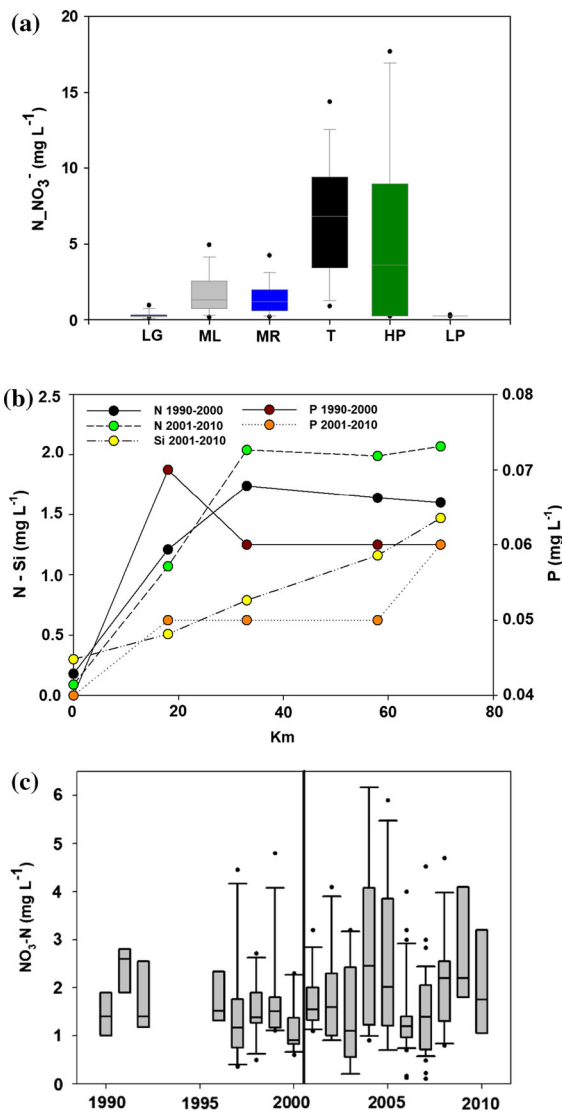 (a)
20
15
10
5
0
N_NO3⁻ (mg L⁻¹)
LG ML MR T HP LP
(b)
2.5
2.0
1.5
1.0
0.5
0.0
N - Si (mg L⁻¹)
N 1990-2000
N 2001-2010
Si 2001-2010
P 1990-2000
P 2001-2010
0.08
0.07
0.06
0.05
0.04
P (mg L⁻¹)
0 20 40 60 80
Km
(c)
6
5
4
3
2
1
0
NO₃-N (mg L⁻¹)
1990 1995 2000 2005 2010